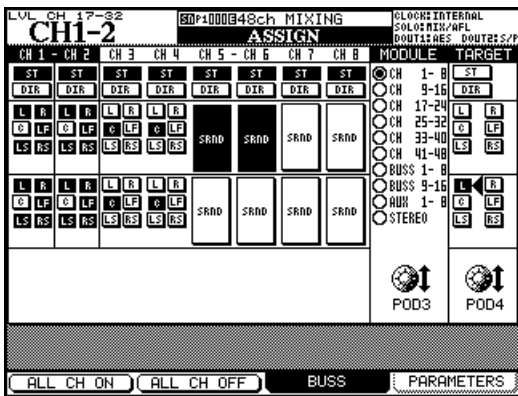 LVL CH 17-32
CH1-2
48ch MIXING
ASSIGN
CLOCK:INTERNAL
SOLO:MIX/AFL
DOUT1:AES DOUT2:S/P
CH 1 - CH 2 CH 3 CH 4 CH 5 - CH 6 CH 7 CH 8 MODULE TARGET
ST ST ST ST ST ST ST ST
DIR DIR DIR DIR DIR DIR DIR DIR
L R L R L R L R
C LF C LF C LF C LF
LS RS LS RS LS RS LS RS
SRND SRND SRND SRND
L R L R L R L R
C LF C LF C LF C LF
LS RS LS RS LS RS LS RS
SRND SRND SRND SRND
CH 1- 8
CH 9-16
CH 17-24
CH 25-32
CH 33-40
CH 41-48
BUSS 1- 8
BUSS 9-16
AUX 1- 8
STEREO
ST
DIR
L R
C LF
LS RS
L R
C LF
LS RS
POD3 POD4
ALL CH ON ALL CH OFF BUSS PARAMETERS